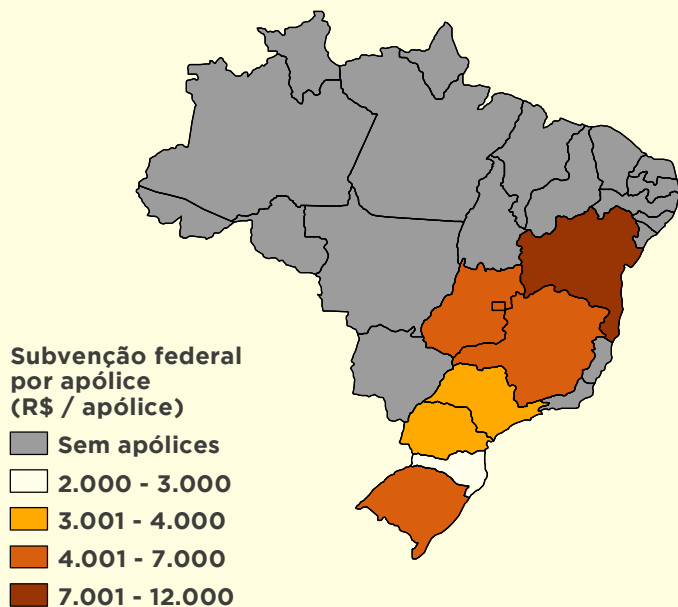 Subvenção federal
por apólice
(R$ / apólice)
Sem apólices
2.000 - 3.000
3.001 - 4.000
4.001 - 7.000
7.001 - 12.000